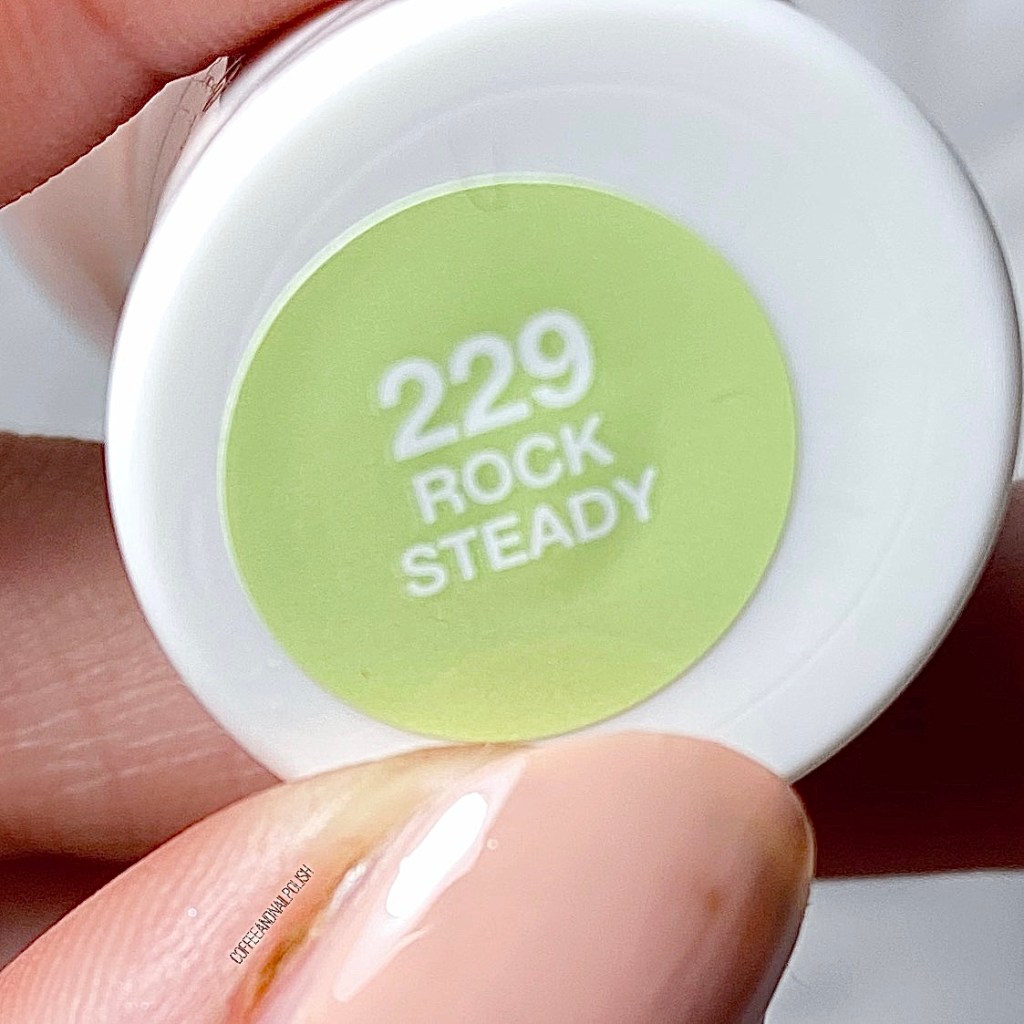 229
ROCK
STEADY
COFFEEANDNAILPOLISH